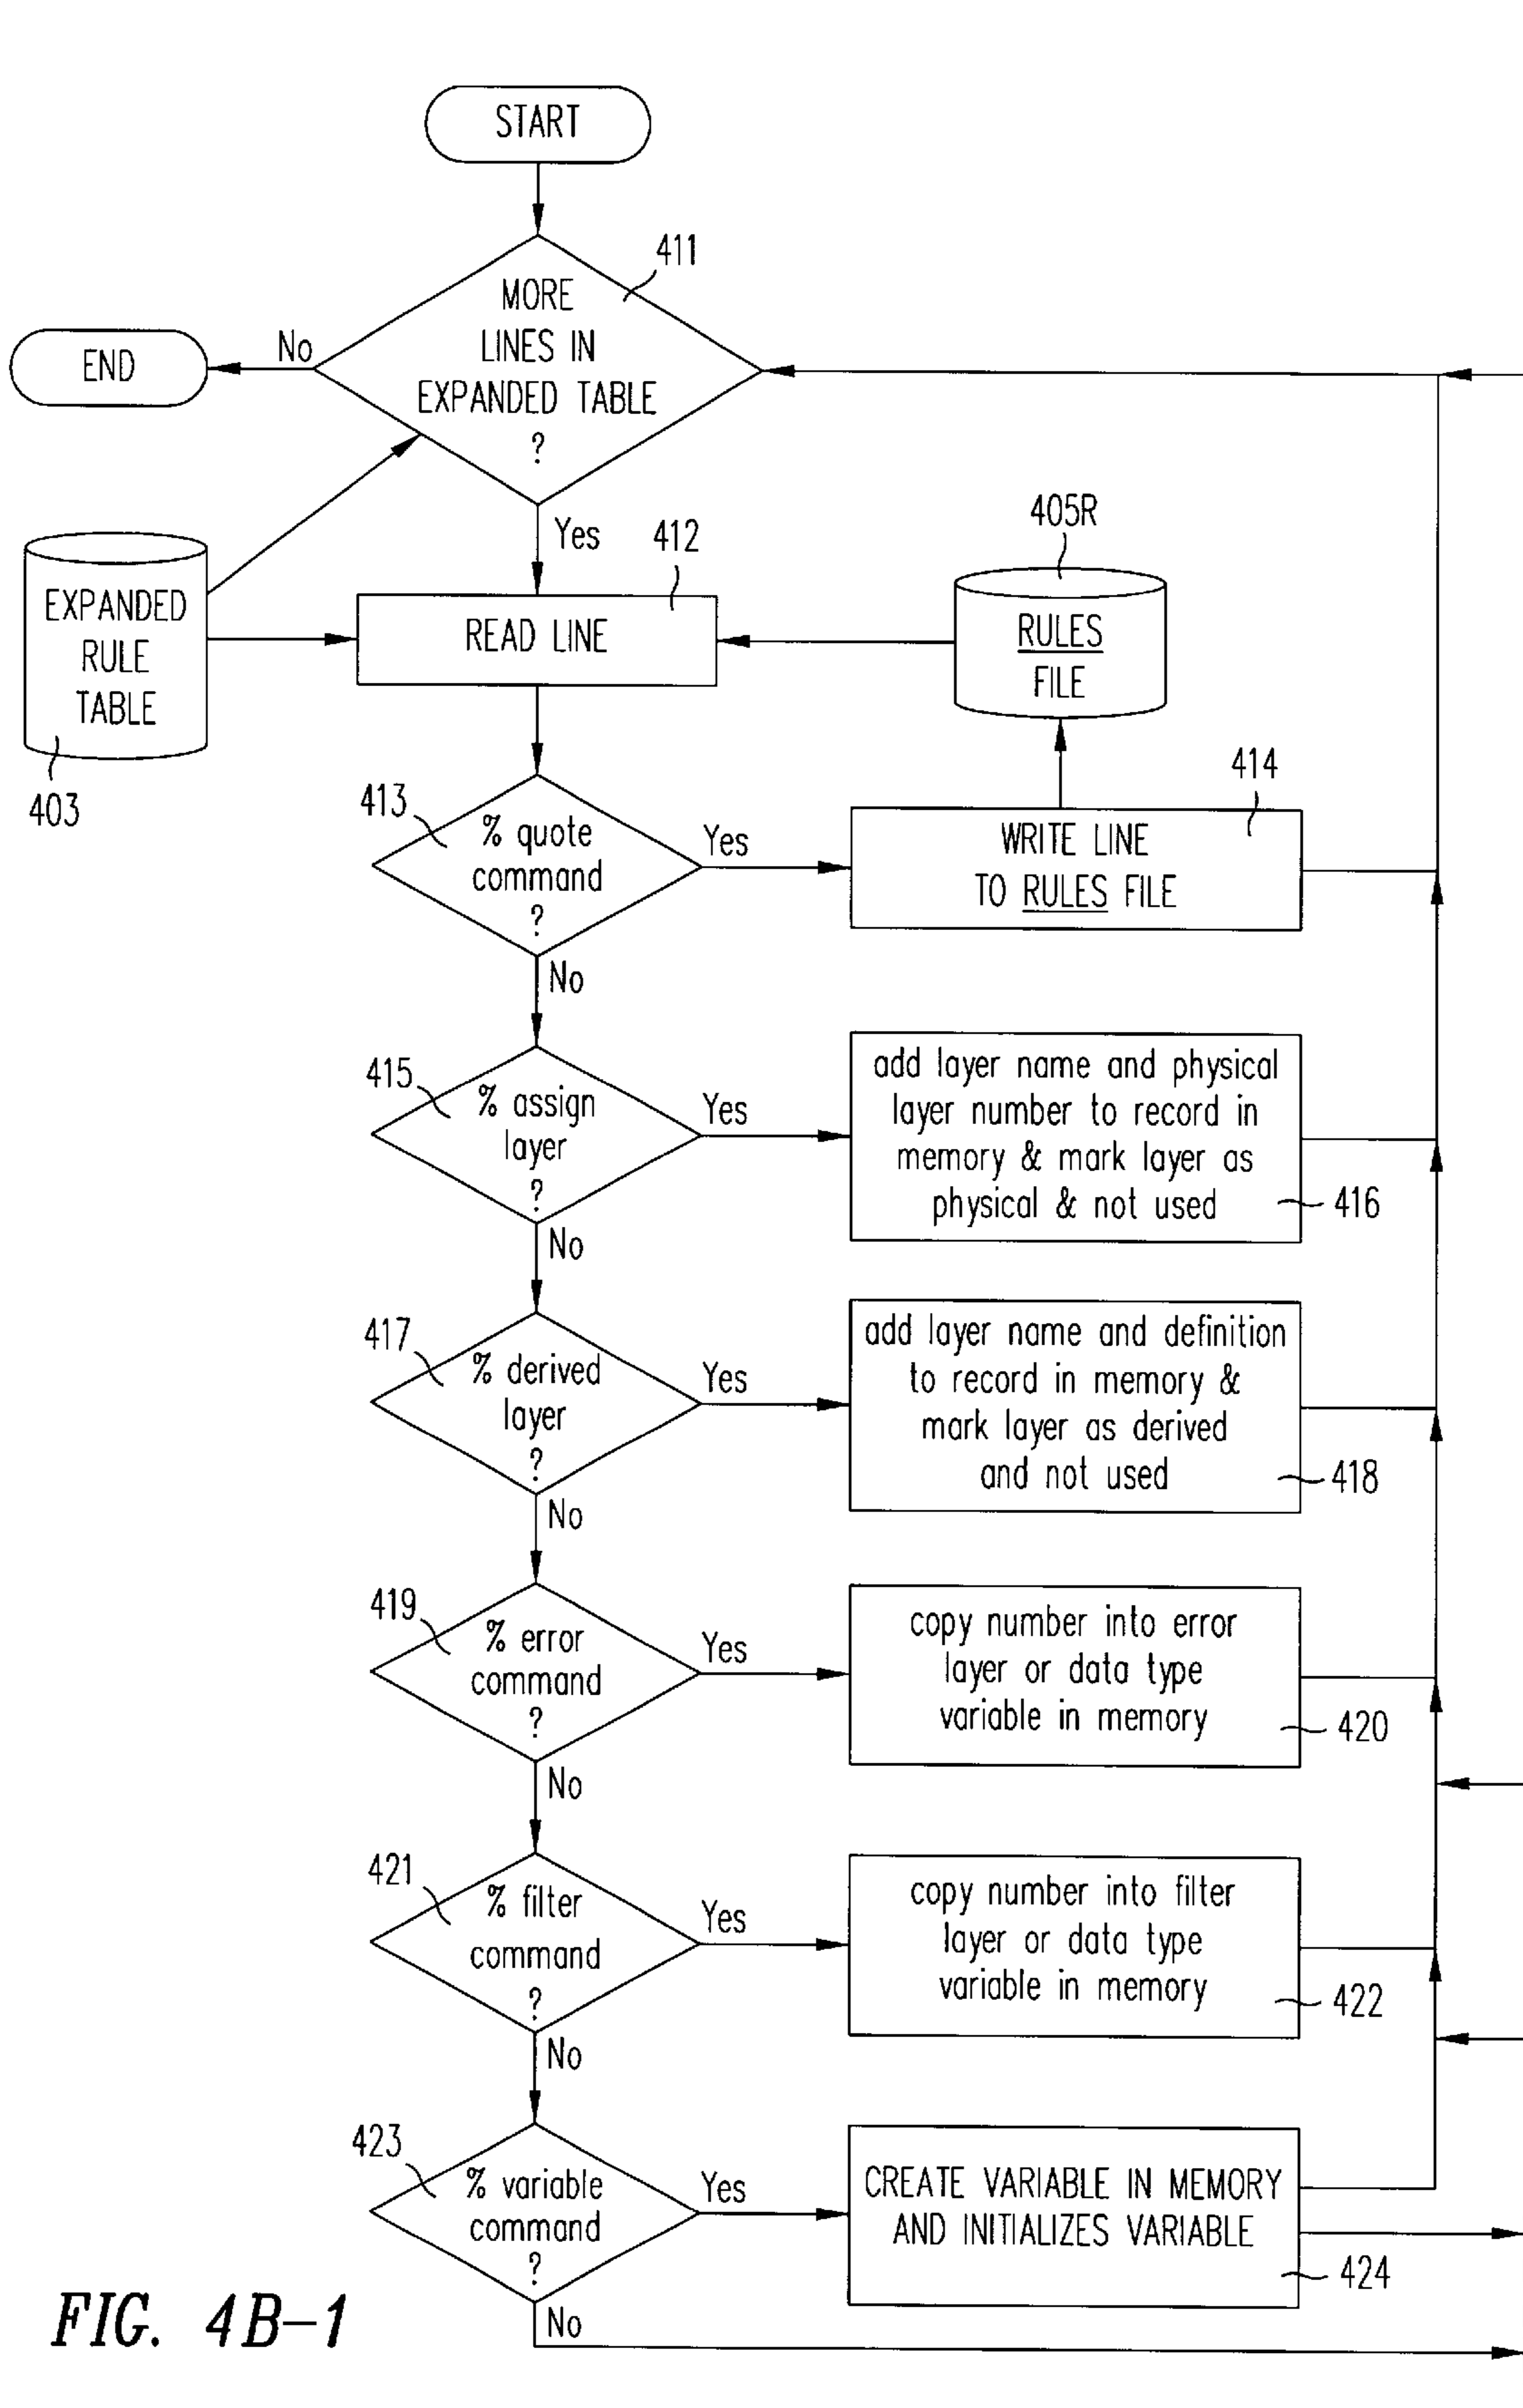 START
411
MORE
LINES IN
EXPANDED TABLE
?
No
END
Yes
412
405R
EXPANDED
RULE
TABLE
403
READ LINE
RULES
FILE
413
% quote
command
?
Yes
414
WRITE LINE
TO RULES FILE
No
415
% assign
layer
?
Yes
add layer name and physical
layer number to record in
memory & mark layer as
physical & not used
416
No
417
% derived
layer
?
Yes
add layer name and definition
to record in memory &
mark layer as derived
and not used
418
No
419
% error
command
?
Yes
copy number into error
layer or data type
variable in memory
420
No
421
% filter
command
?
Yes
copy number into filter
layer or data type
variable in memory
422
No
423
% variable
command
?
Yes
CREATE VARIABLE IN MEMORY
AND INITIALIZES VARIABLE
424
No
FIG. 4B-1